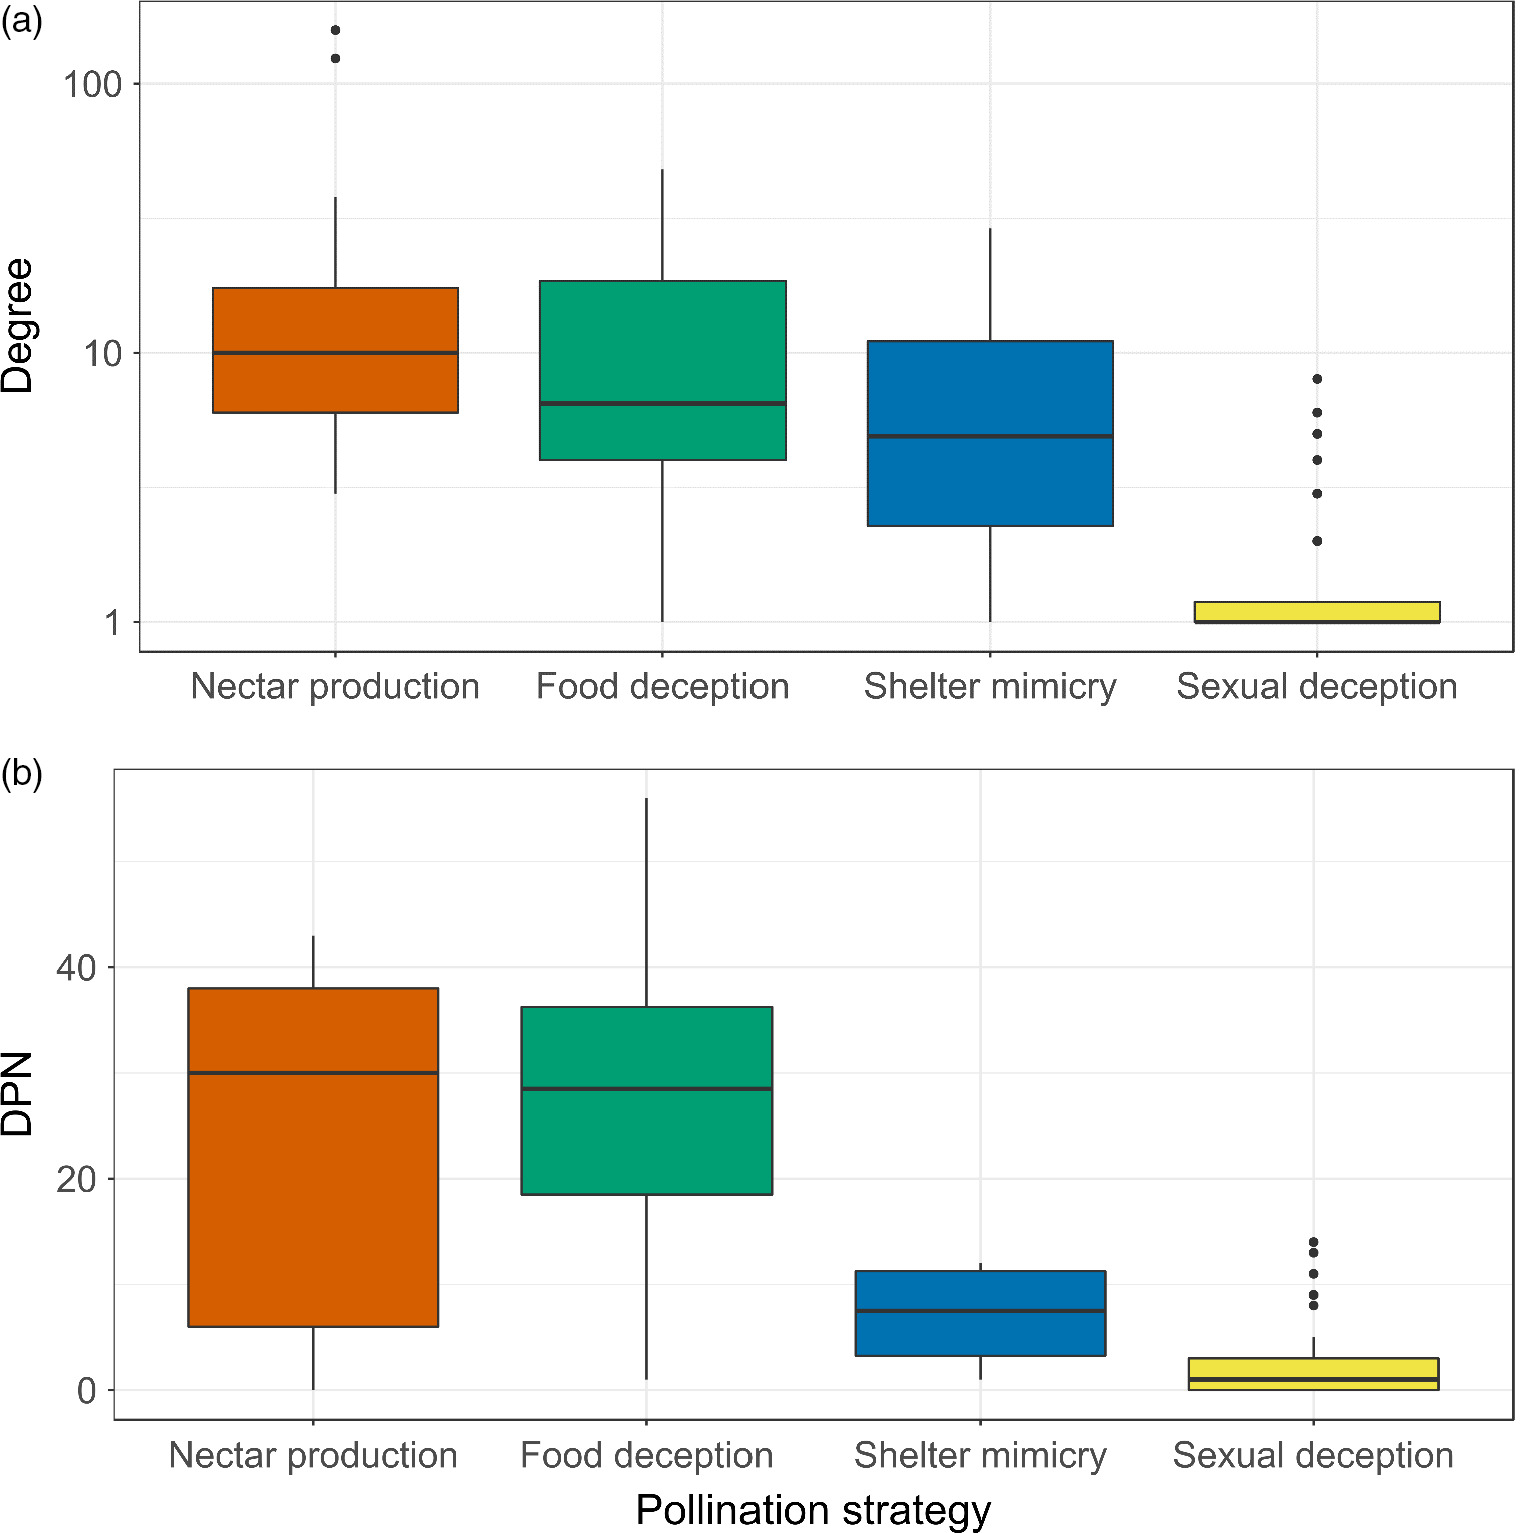 (a)
100
10
1
Degree
Nectar production Food deception Shelter mimicry Sexual deception
(b)
40
20
0
DPN
Nectar production Food deception Shelter mimicry Sexual deception
Pollination strategy